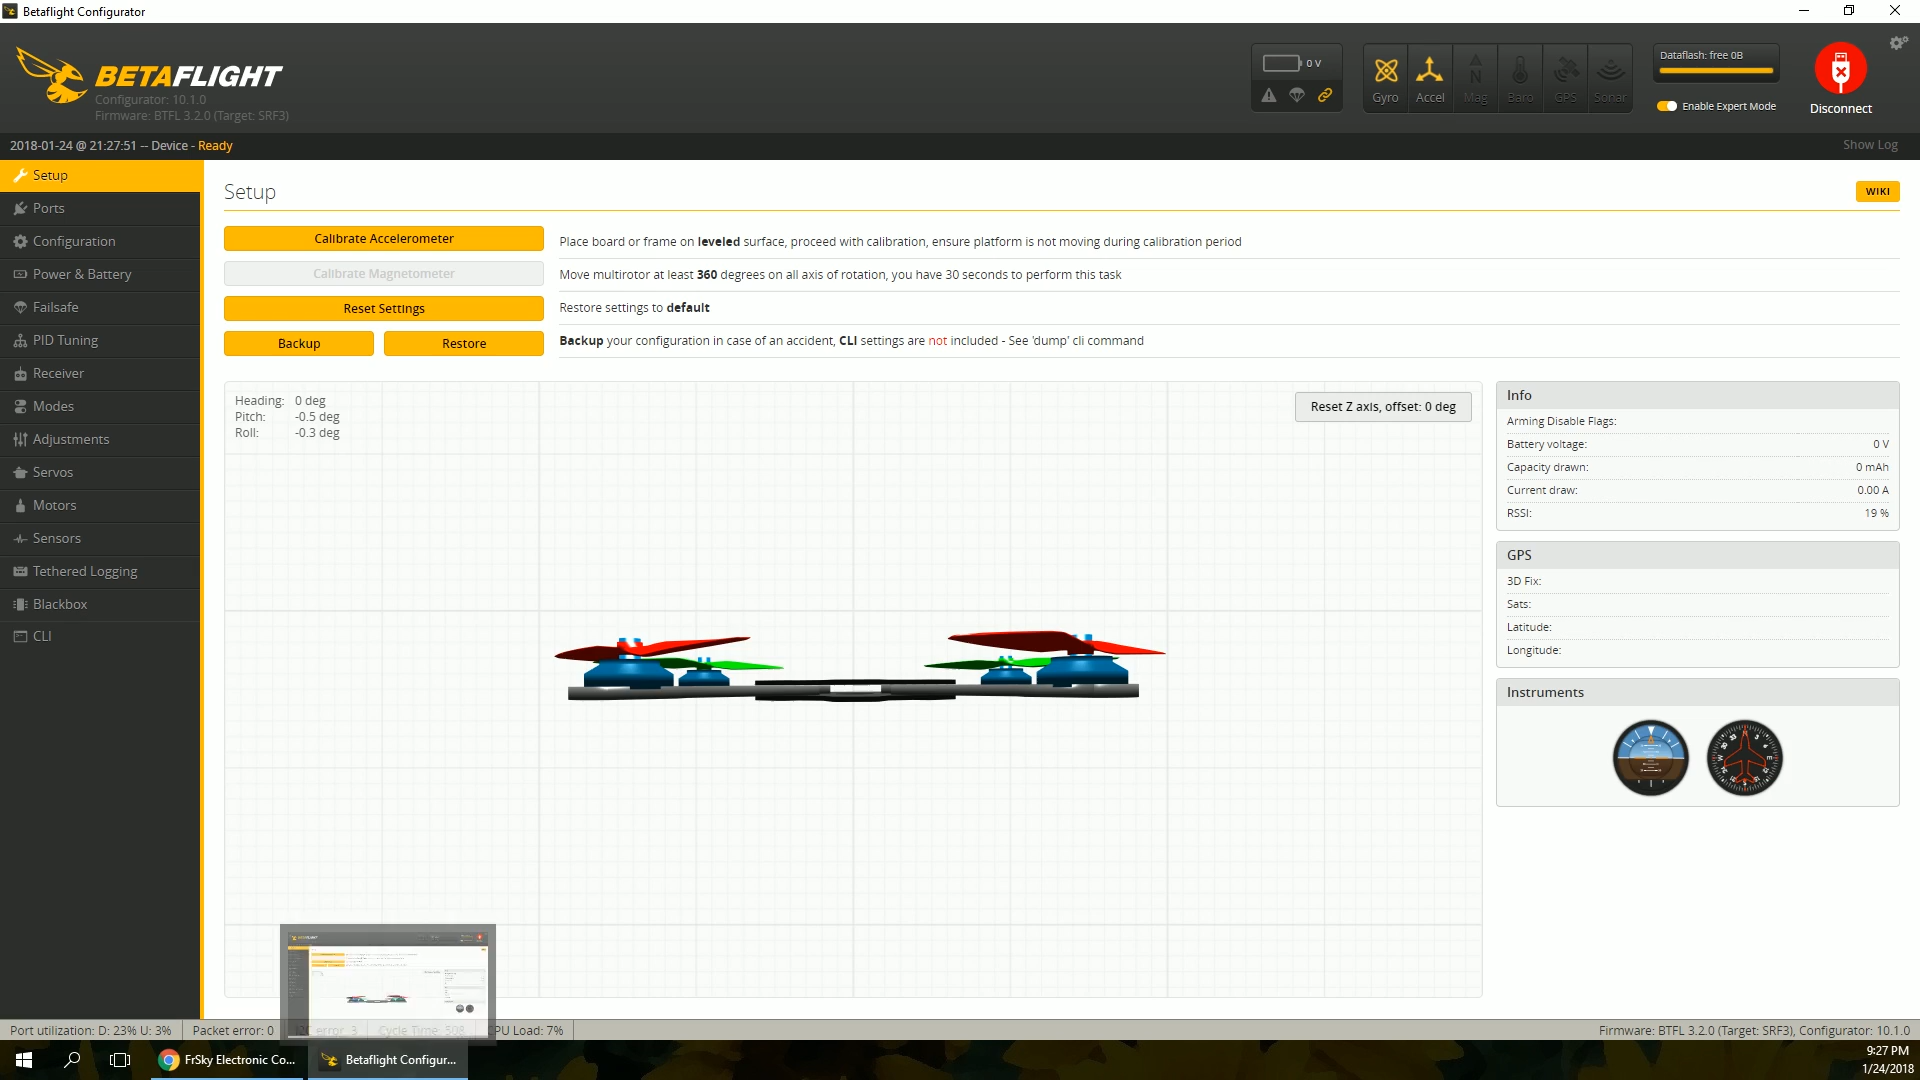 Betaflight Configurator
BETAFLIGHT
Configurator: 10.1.0
Firmware: BTFL 3.2.0 (Target: SRF3)
0 V
Gyro
Accel
Mag
Baro
GPS
Sonar
Dataflash: free 0B
Enable Expert Mode
Disconnect
2018-01-24 @ 21:27:51 -- Device - Ready
Show Log
Setup
Ports
Configuration
Power & Battery
Failsafe
PID Tuning
Receiver
Modes
Adjustments
Servos
Motors
Sensors
Tethered Logging
Blackbox
CLI
Setup
WIKI
Calibrate Accelerometer
Place board or frame on leveled surface, proceed with calibration, ensure platform is not moving during calibration period
Calibrate Magnetometer
Move multirotor at least 360 degrees on all axis of rotation, you have 30 seconds to perform this task
Reset Settings
Restore settings to default
Backup
Restore
Backup your configuration in case of an accident, CLI settings are not included - See 'dump' cli command
Heading: 0 deg
Pitch: -0.5 deg
Roll: -0.3 deg
Reset Z axis, offset: 0 deg
Info
Arming Disable Flags:
Battery voltage: 0 V
Capacity drawn: 0 mAh
Current draw: 0.00 A
RSSI: 19 %
GPS
3D Fix:
Sats:
Latitude:
Longitude:
Instruments
Port utilization: D: 23% U: 3%
Packet error: 0
I2C error: 3
Cycle Time: 508
CPU Load: 7%
Firmware: BTFL 3.2.0 (Target: SRF3), Configurator: 10.1.0
FrSky Electronic Co...
Betaflight Configur...
9:27 PM
1/24/2018